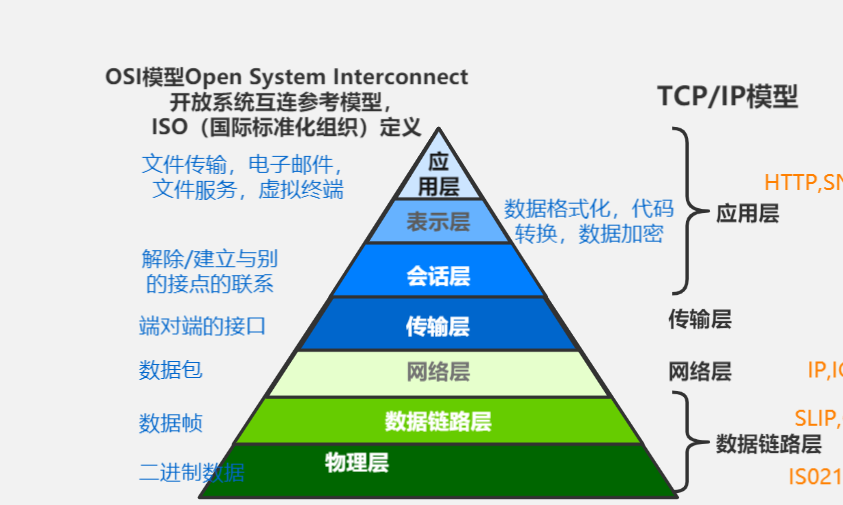 OSI模型Open System Interconnect
开放系统互连参考模型，
ISO（国际标准化组织）定义
TCP/IP模型
文件传输，电子邮件，
文件服务，虚拟终端
应
用层
HTTP,SN
表示层
数据格式化，代码
转换，数据加密
应用层
解除/建立与别
的接点的联系
会话层
端对端的接口
传输层
传输层
数据包
网络层
网络层
IP,IC
数据帧
数据链路层
SLIP,
数据链路层
二进制数据
物理层
IS021